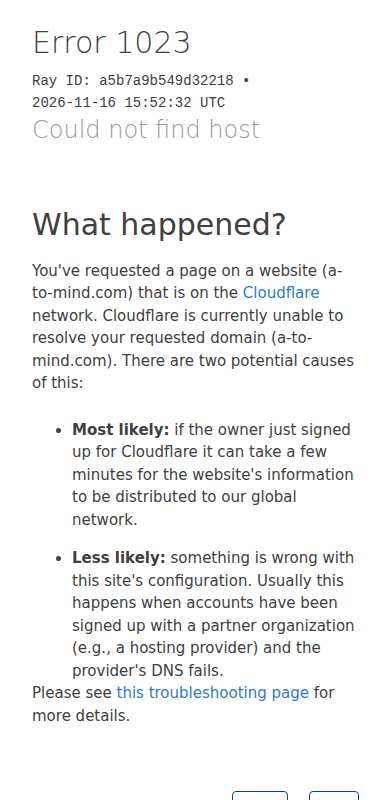 Error 1023
Ray ID: a5b7a9b549d32218 •
2026-11-16 15:52:32 UTC
Could not find host
What happened?
You've requested a page on a website (a-
to-mind.com) that is on the Cloudflare
network. Cloudflare is currently unable to
resolve your requested domain (a-to-
mind.com). There are two potential causes
of this:
• Most likely: if the owner just signed
up for Cloudflare it can take a few
minutes for the website's information
to be distributed to our global
network.
• Less likely: something is wrong with
this site's configuration. Usually this
happens when accounts have been
signed up with a partner organization
(e.g., a hosting provider) and the
provider's DNS fails.
Please see this troubleshooting page for
more details.